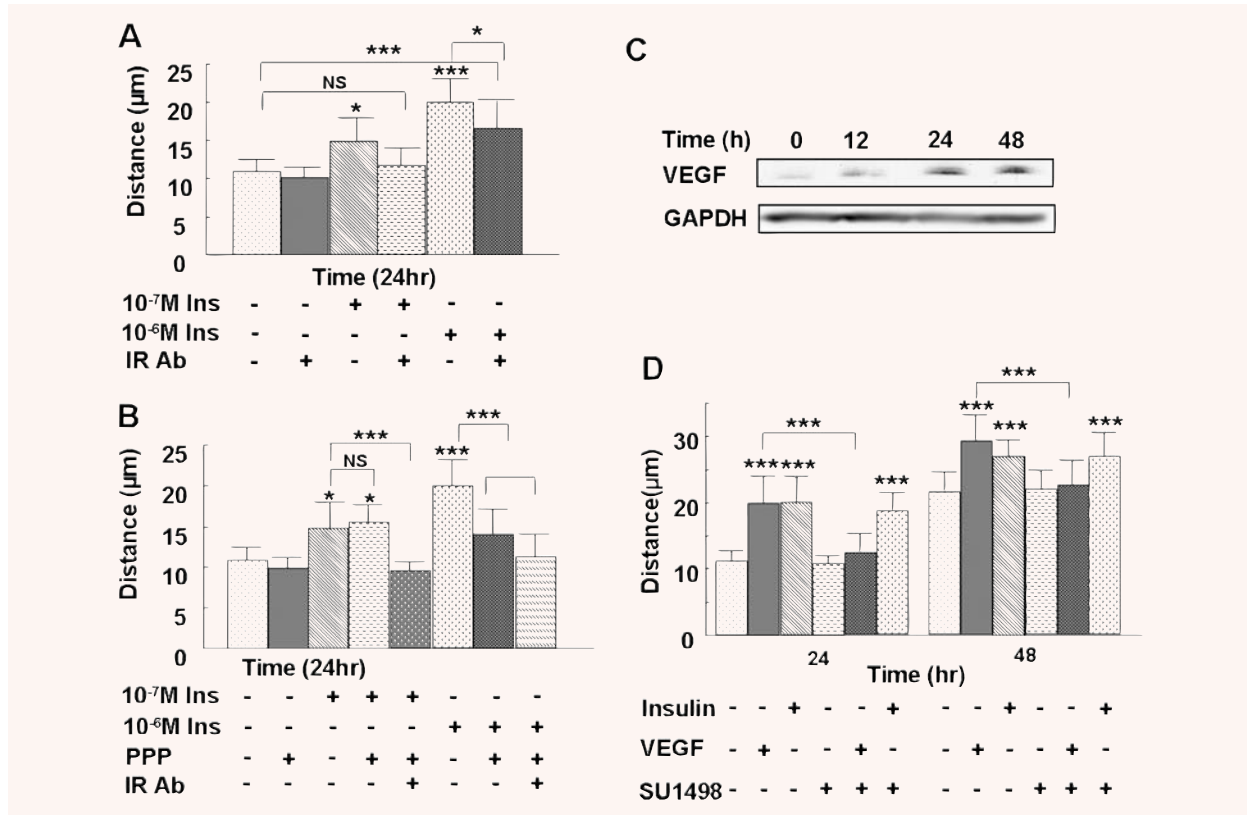 A
Distance (µm)
25
20
15
10
5
0
***
*
NS
*
***
Time (24hr)
10-7M Ins - - + + - -
10-6M Ins - - - - + +
IR Ab - + - + - +
B
Distance (µm)
25
20
15
10
5
0
***
NS
*
*
***
***
Time (24hr)
10-7M Ins - - + + + - - -
10-6M Ins - - - - - + + +
PPP - + - + + - + +
IR Ab - - - - + - - +
C
Time (h) 0 12 24 48
VEGF
GAPDH
D
Distance(µm)
30
20
10
0
***
*** ***
***
***
***
***
***
24 48
Time (hr)
Insulin - - + - - + - - + - - +
VEGF - + - - + - - + - - + -
SU1498 - - - + + + - - - + + +